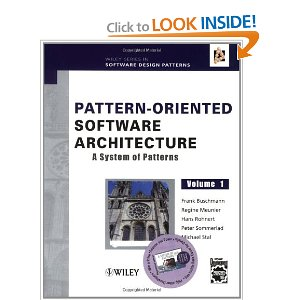 Click to LOOK INSIDE!
WILEY SERIES IN
SOFTWARE DESIGN PATTERNS
PATTERN-ORIENTED
SOFTWARE
ARCHITECTURE
A System of Patterns
Volume 1
Frank Buschmann
Regine Meunier
Hans Rohnert
Peter Sommerlad
Michael Stal
WILEY